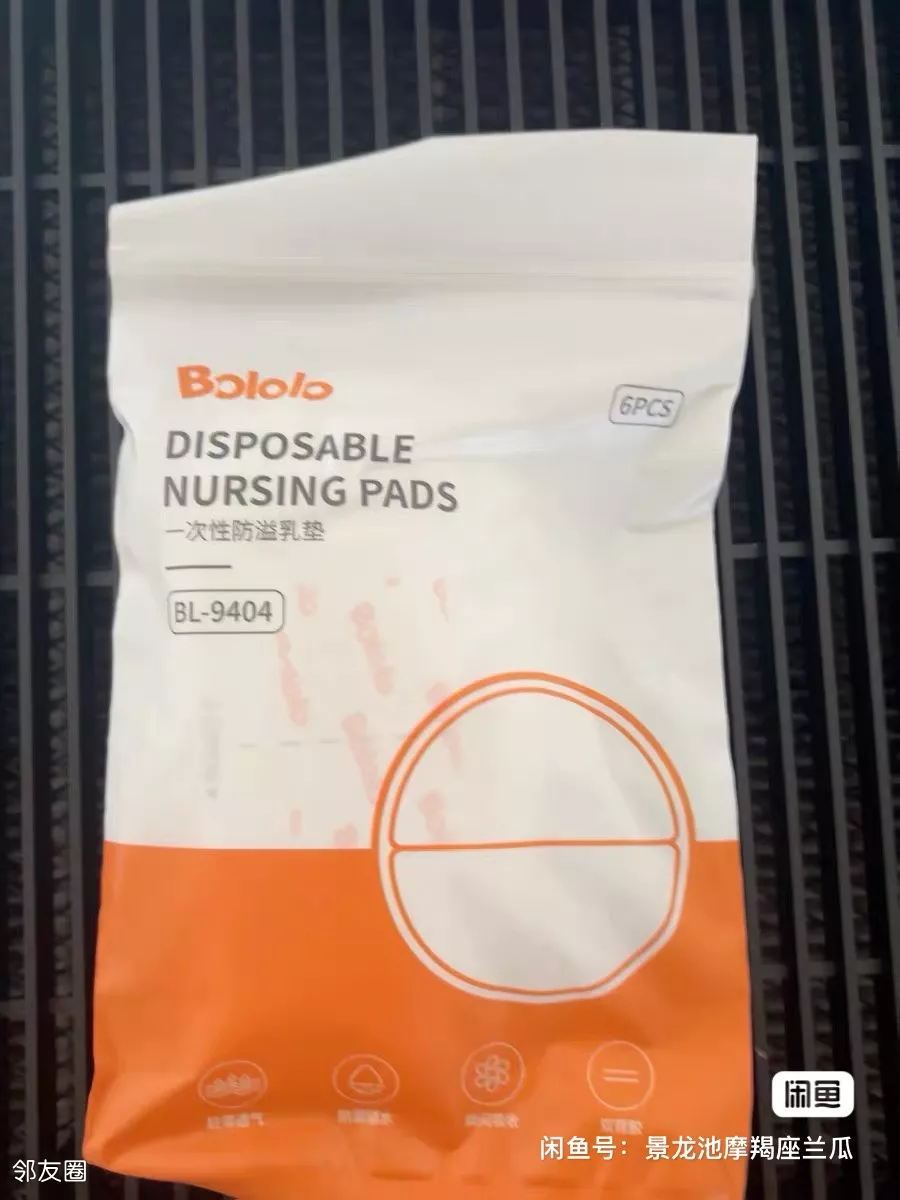 Bololo
6PCS
DISPOSABLE
NURSING PADS
一次性防溢乳垫
BL-9404
闲鱼
闲鱼号：景龙池摩羯座兰瓜
邻友圈